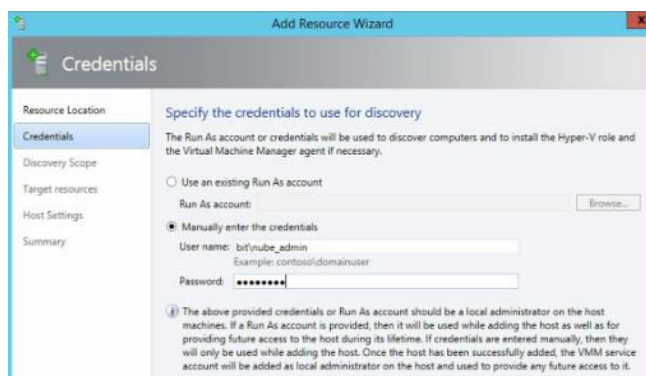 Add Resource Wizard
x
Credentials
Resource Location
Credentials
Discovery Scope
Target resources
Host Settings
Summary
Specify the credentials to use for discovery
The Run As account or credentials will be used to discover computers and to install the Hyper-V role and
the Virtual Machine Manager agent if necessary.
Use an existing Run As account
Run As account:
Browse...
Manually enter the credentials
User name: bit\nube_admin
Example: contoso\domainuser
Password: ••••••••
The above provided credentials or Run As account should be a local administrator on the host
machines. If a Run As account is provided, then it will be used while adding the host as well as for
providing future access to the host during its lifetime. If credentials are entered manually, then they
will only be used while adding the host. Once the host has been successfully added, the VMM service
account will be added as local administrator on the host and used to provide any future access to it.